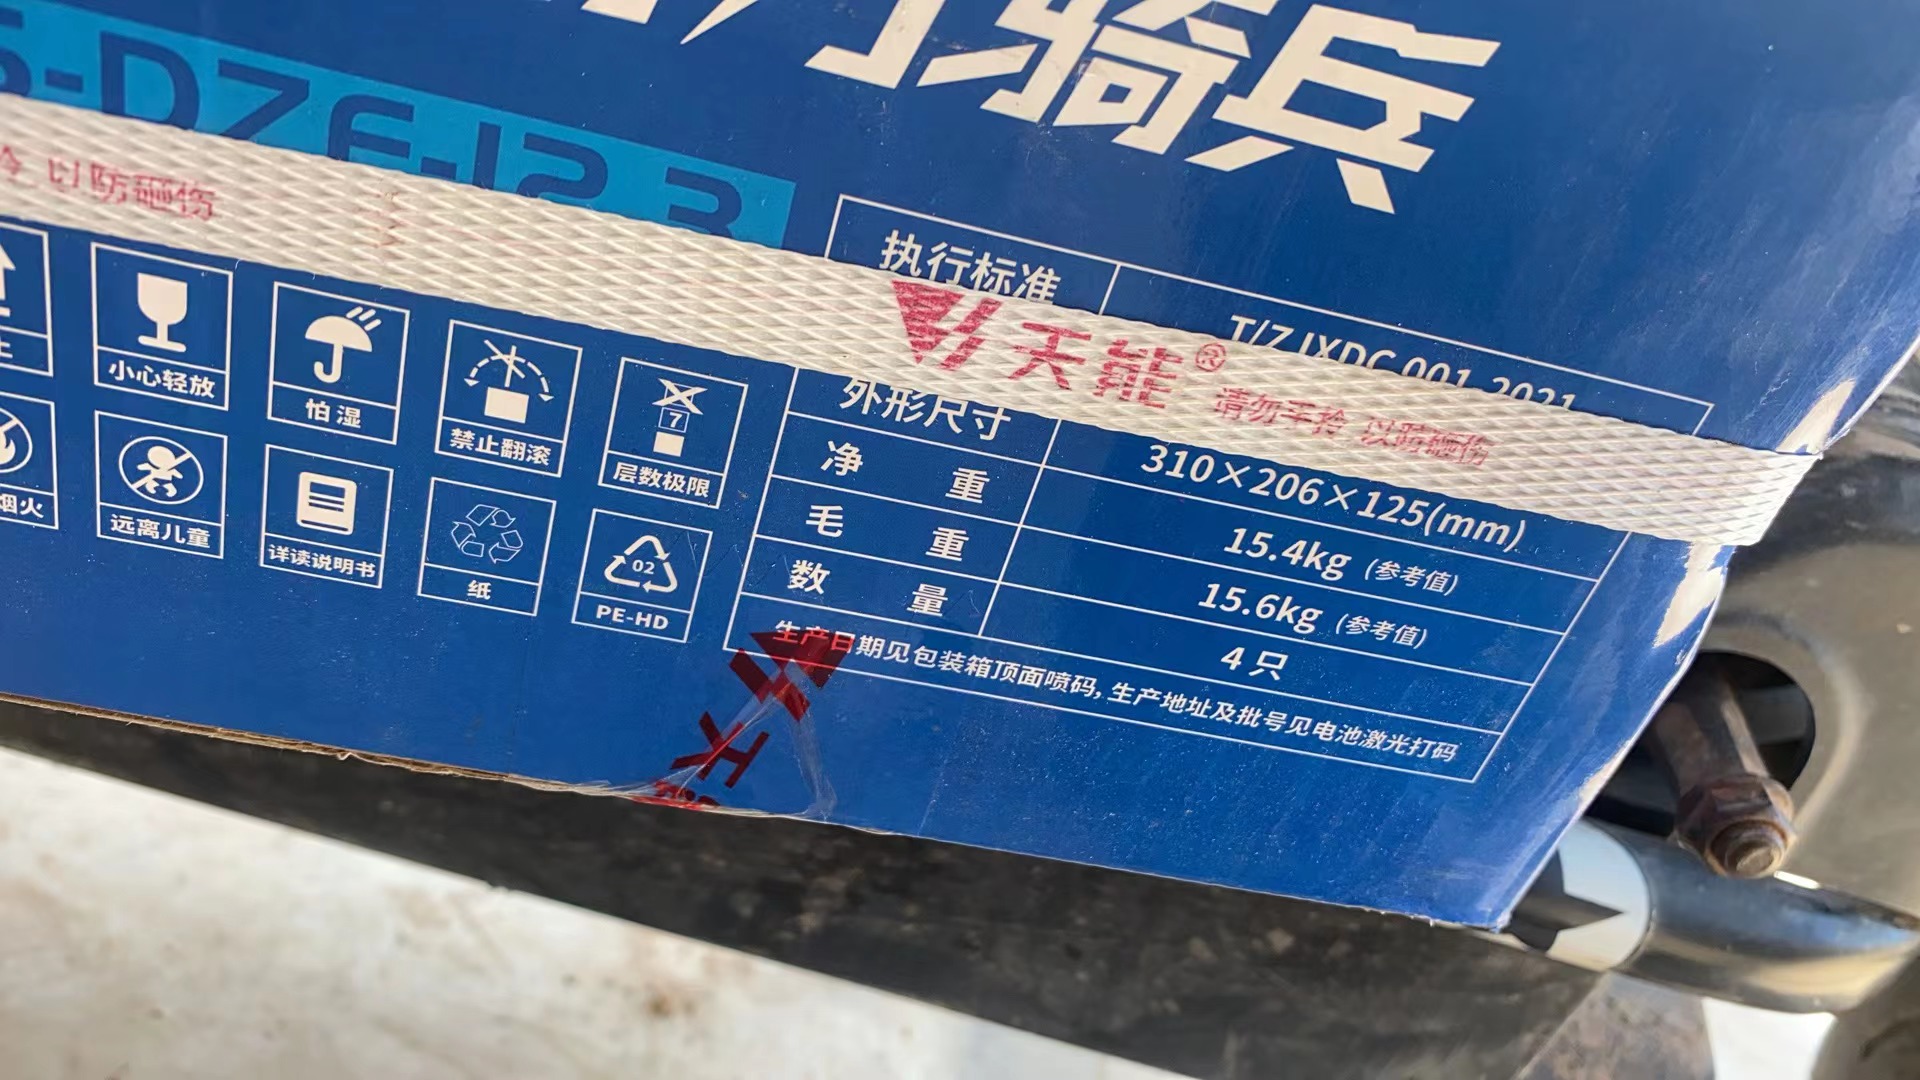 骑兵
-DZF-12.3
以防砸伤
执行标准
T/ZJXDC 001-2021
天能®
请勿手拎 以防砸伤
外形尺寸
310×206×125(mm)
净 重
15.4kg (参考值)
毛 重
15.6kg (参考值)
数 量
4只
生产日期见包装箱顶面喷码,生产地址及批号见电池激光打码
小心轻放
怕湿
禁止翻滚
7
层数极限
烟火
远离儿童
详读说明书
纸
02
PE-HD
天